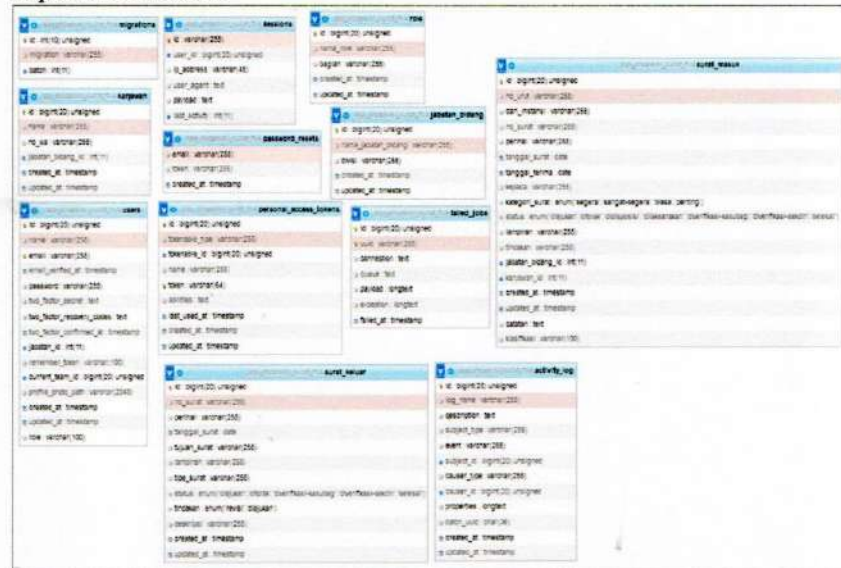 migrations
id int(10) unsigned
migration varchar(255)
batch int(11)
sessions
id varchar(255)
user_id bigint(20) unsigned
ip_address varchar(45)
user_agent text
payload text
last_activity int(11)
role
id bigint(20) unsigned
nama_role varchar(255)
bagian varchar(255)
created_at timestamp
updated_at timestamp
surat_masuk
id bigint(20) unsigned
no_urut varchar(255)
dari_instansi varchar(255)
no_surat varchar(255)
perihal varchar(255)
tanggal_surat date
tanggal_terima date
kepada varchar(255)
kategori_surat enum('segera','sangat-segera','biasa','penting')
lampiran varchar(255)
tindakan varchar(255)
jabatan_bidang_id int(11)
karyawan_id int(11)
created_at timestamp
updated_at timestamp
catatan text
klasifikasi varchar(100)
karyawan
id bigint(20) unsigned
nama varchar(255)
no_wa varchar(255)
jabatan_bidang_id int(11)
created_at timestamp
updated_at timestamp
password_resets
email varchar(255)
token varchar(255)
created_at timestamp
jabatan_bidang
id bigint(20) unsigned
nama_jabatan_bidang varchar(255)
created_at timestamp
updated_at timestamp
users
id bigint(20) unsigned
name varchar(255)
email varchar(255)
email_verified_at timestamp
password varchar(255)
two_factor_secret text
two_factor_recovery_codes text
two_factor_confirmed_at timestamp
jabatan_id int(11)
remember_token varchar(100)
current_team_id bigint(20) unsigned
profile_photo_path varchar(2048)
created_at timestamp
updated_at timestamp
role varchar(100)
personal_access_tokens
id bigint(20) unsigned
tokenable_type varchar(255)
tokenable_id bigint(20) unsigned
name varchar(255)
token varchar(64)
abilities text
last_used_at timestamp
created_at timestamp
updated_at timestamp
failed_jobs
id bigint(20) unsigned
uuid varchar(255)
connection text
queue text
payload longtext
exception longtext
failed_at timestamp
surat_keluar
id bigint(20) unsigned
no_surat varchar(255)
perihal varchar(255)
tanggal_surat date
tujuan_surat varchar(255)
lampiran varchar(255)
tipe_surat varchar(255)
tindakan enum('revisi','disetujui')
deskripsi varchar(255)
created_at timestamp
updated_at timestamp
activity_log
id bigint(20) unsigned
log_name varchar(255)
description text
subject_type varchar(255)
event varchar(255)
subject_id bigint(20) unsigned
causer_type varchar(255)
causer_id bigint(20) unsigned
properties longtext
batch_uuid char(36)
created_at timestamp
updated_at timestamp